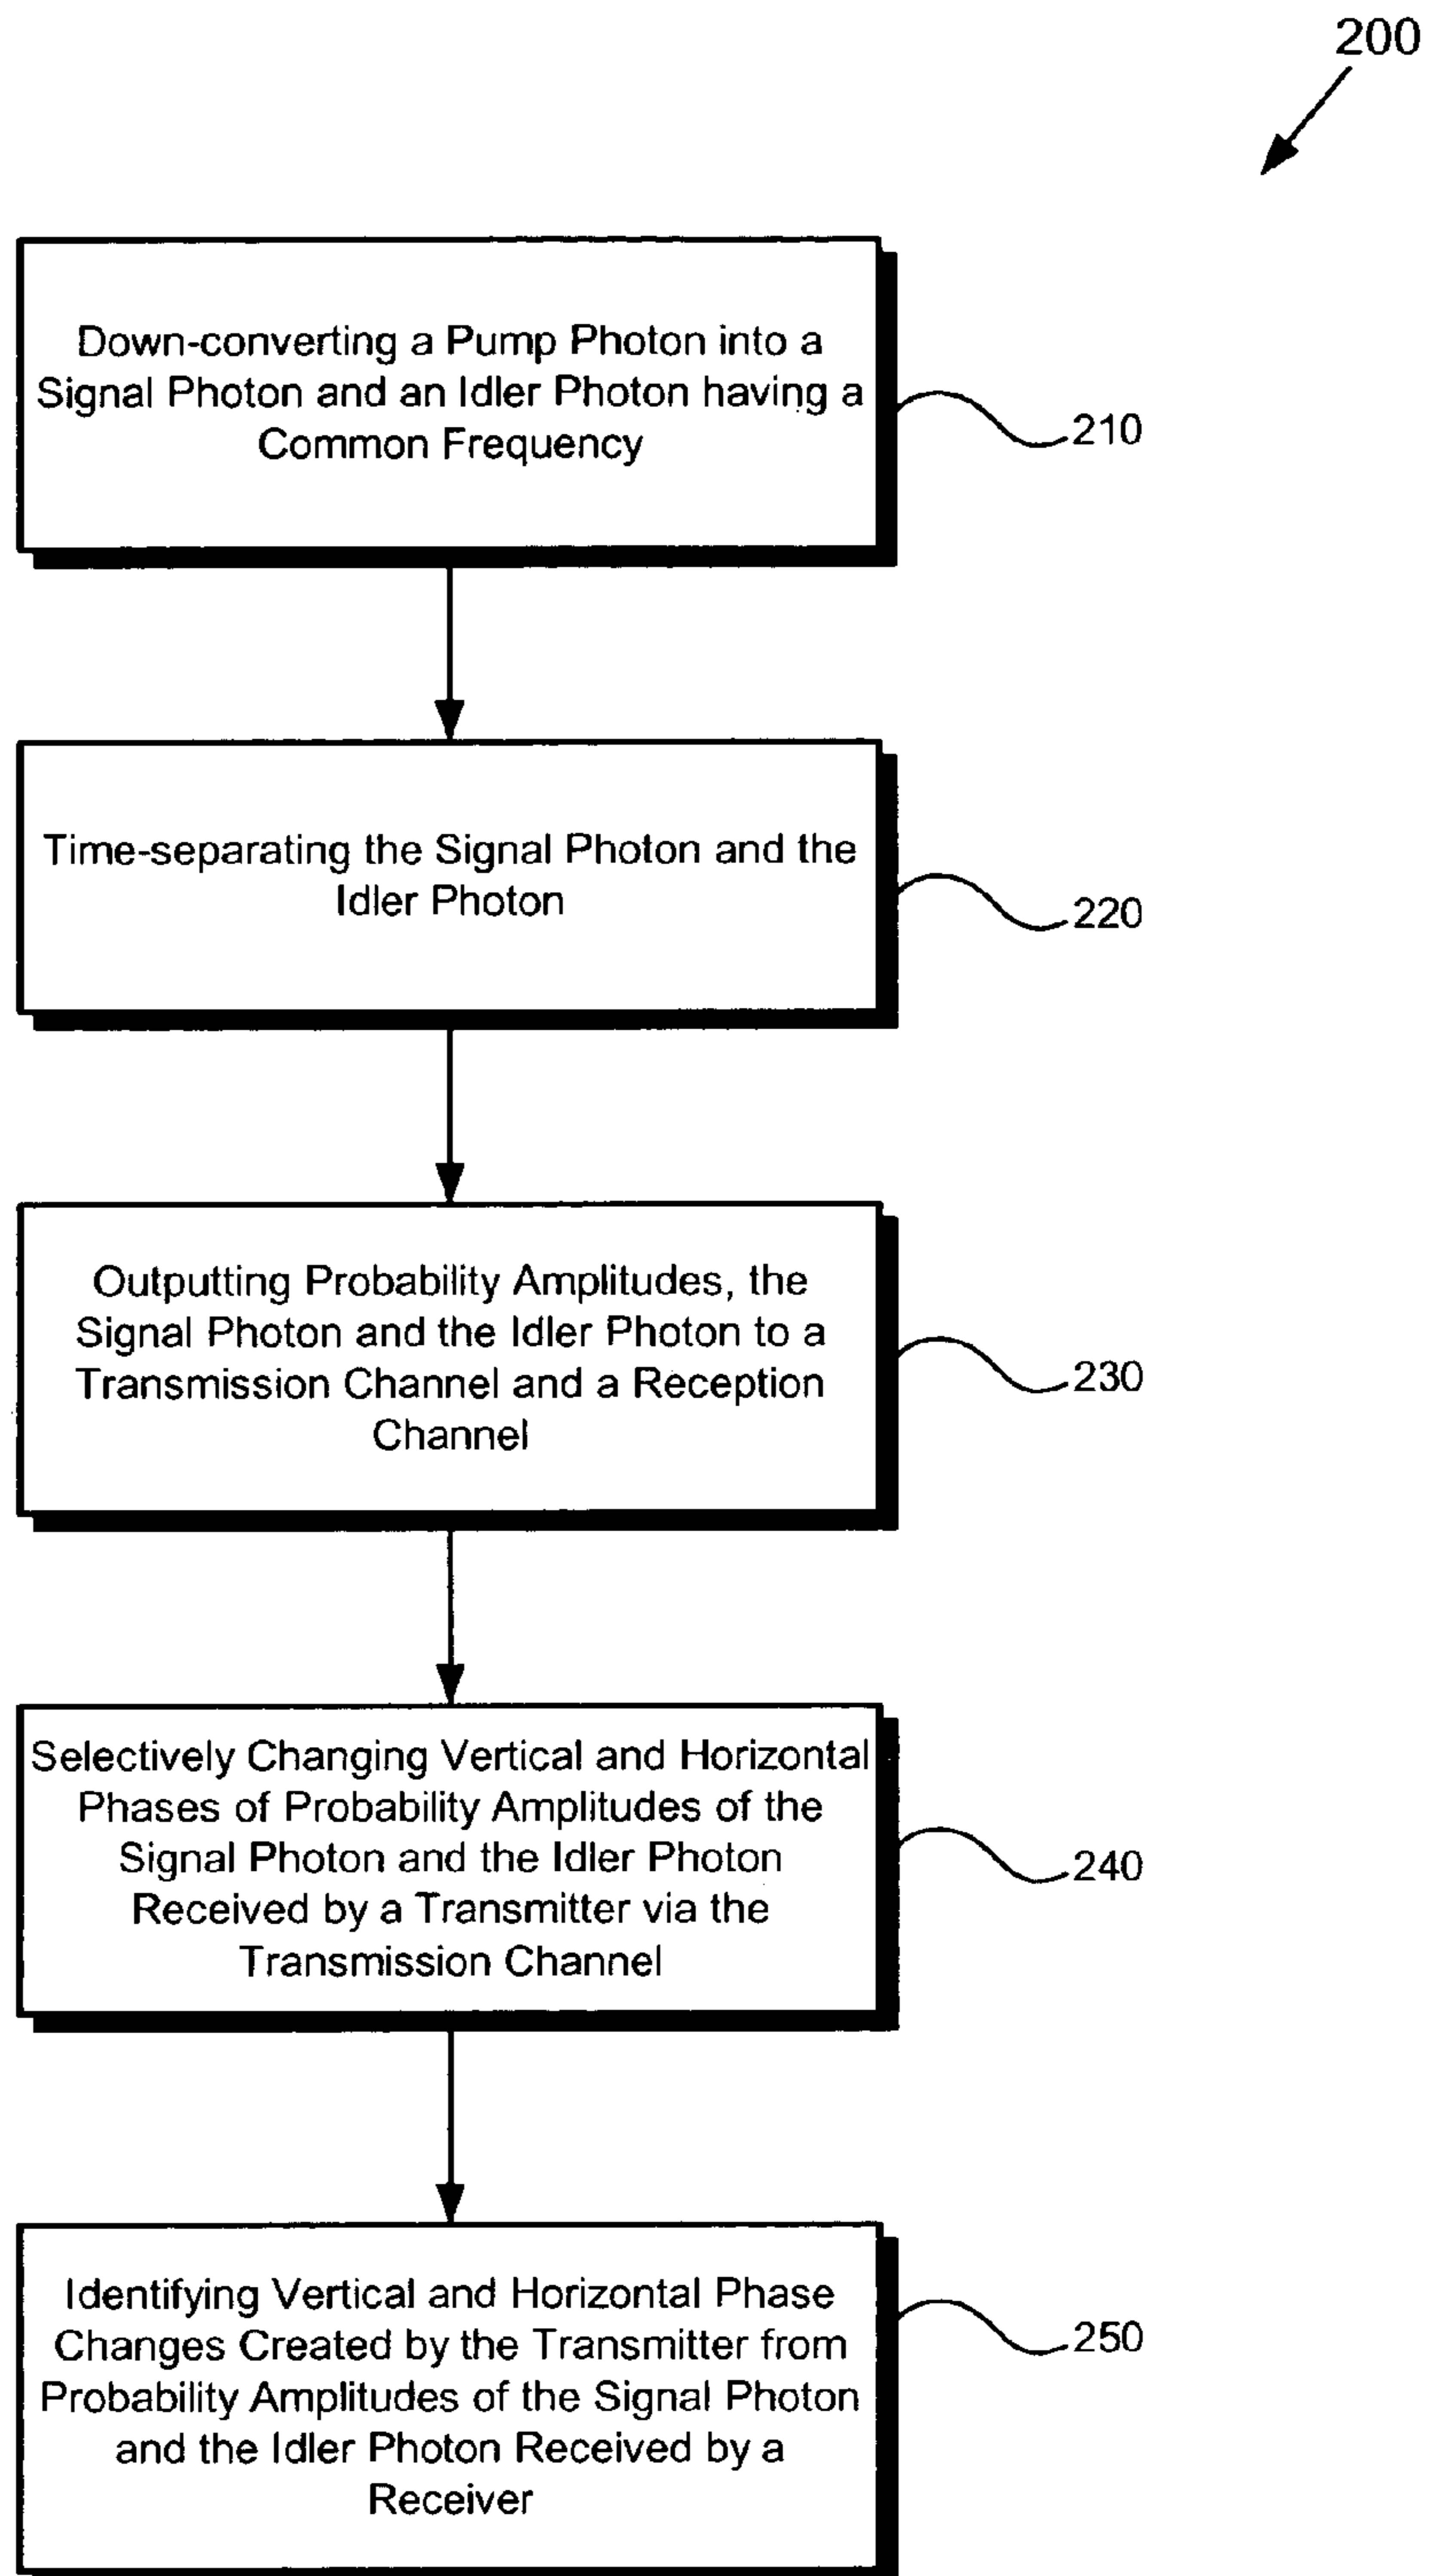 200
Down-converting a Pump Photon into a
Signal Photon and an Idler Photon having a
Common Frequency
210
Time-separating the Signal Photon and the
Idler Photon
220
Outputting Probability Amplitudes, the
Signal Photon and the Idler Photon to a
Transmission Channel and a Reception
Channel
230
Selectively Changing Vertical and Horizontal
Phases of Probability Amplitudes of the
Signal Photon and the Idler Photon
Received by a Transmitter via the
Transmission Channel
240
Identifying Vertical and Horizontal Phase
Changes Created by the Transmitter from
Probability Amplitudes of the Signal Photon
and the Idler Photon Received by a
Receiver
250